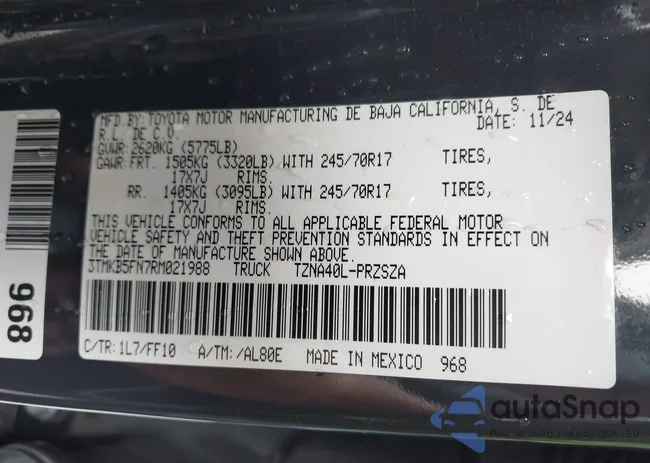 MFD.BY:TOYOTA MOTOR MANUFACTURING DE BAJA CALIFORNIA, S. DE
R.L. DE C.V. DATE: 11/24
GVWR:2620KG (5775LB)
GAWR:FRT. 1505KG (3320LB) WITH 245/70R17 TIRES,
17X7J RIMS.
RR. 1405KG (3095LB) WITH 245/70R17 TIRES,
17X7J RIMS.
THIS VEHICLE CONFORMS TO ALL APPLICABLE FEDERAL MOTOR
VEHICLE SAFETY AND THEFT PREVENTION STANDARDS IN EFFECT ON
THE DATE OF MANUFACTURE SHOWN ABOVE.
3TMKB5FN7RM021988 TRUCK TZNA40L-PRZSZA
C/TR:1L7/FF10 A/TM:/AL80E MADE IN MEXICO 968
968
autoSnap